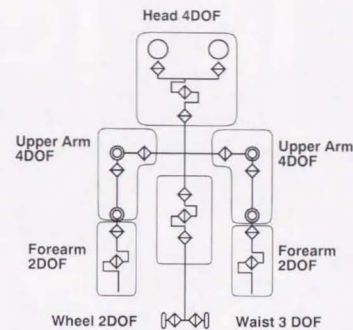 Head 4DOF
Upper Arm
4DOF
Upper Arm
4DOF
Forearm
2DOF
Forearm
2DOF
Wheel 2DOF
Waist 3 DOF